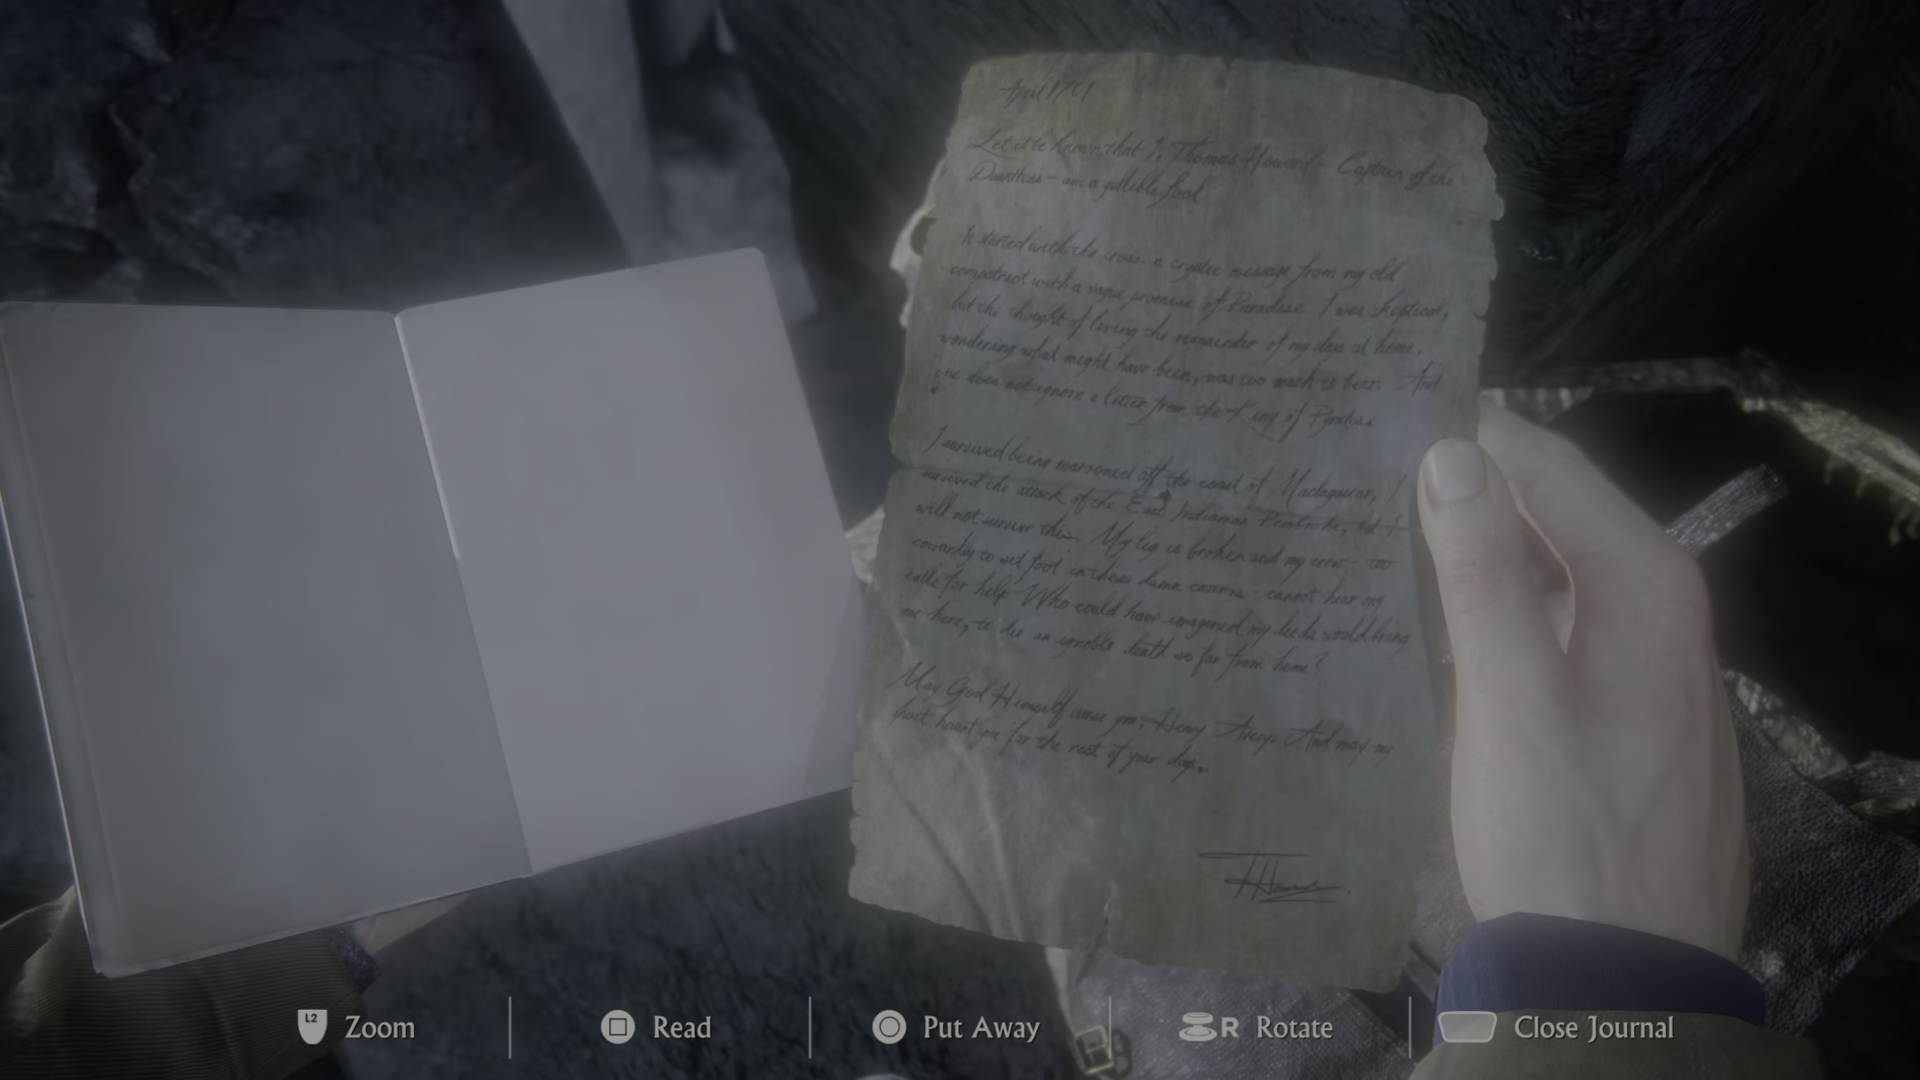 April 1701
Let it be known that I, Thomas Howard - Captain of the
Dauntless - am a gullible fool.
It started with the cross - a cryptic message from my old
compatriot with a vague promise of Paradise. I was skeptical,
but the thought of living the remainder of my days at home,
wondering what might have been, was too much to bear. And
one does not ignore a letter from the King of Pirates.
I survived being marooned off the coast of Madagascar, I
survived the attack of the East Indiaman Pembroke, but I
will not survive this. My leg is broken and my crew - too
cowardly to set foot in these damn caverns - cannot hear my
calls for help. Who could have imagined my deeds would bring
me here, to die an ignoble death so far from home?
May God Himself curse you, Henry Avery. And may my
ghost haunt you for the rest of your days.
L2 Zoom
Read
Put Away
R Rotate
Close Journal